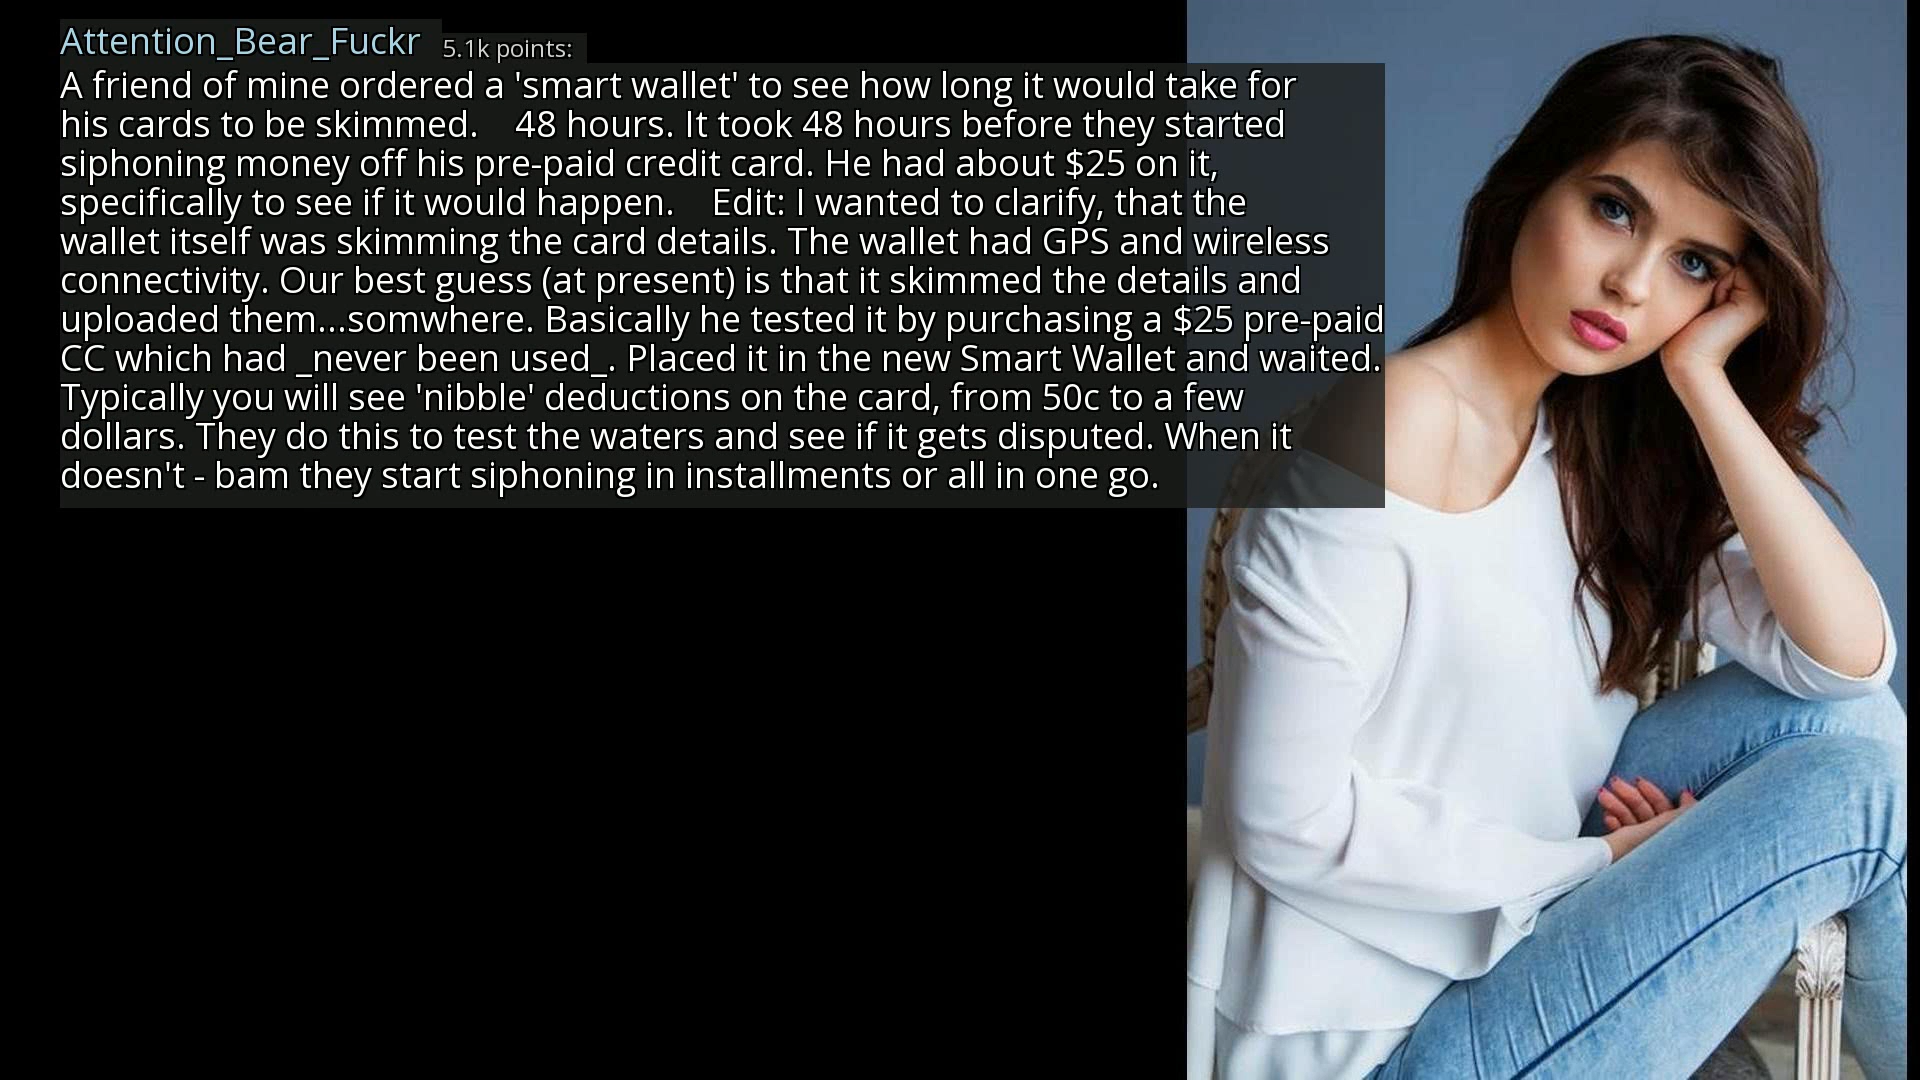 Attention_Bear_Fuckr 5.1k points:
A friend of mine ordered a 'smart wallet' to see how long it would take for
his cards to be skimmed.    48 hours. It took 48 hours before they started
siphoning money off his pre-paid credit card. He had about $25 on it,
specifically to see if it would happen.    Edit: I wanted to clarify, that the
wallet itself was skimming the card details. The wallet had GPS and wireless
connectivity. Our best guess (at present) is that it skimmed the details and
uploaded them...somwhere. Basically he tested it by purchasing a $25 pre-paid
CC which had _never been used_. Placed it in the new Smart Wallet and waited.
Typically you will see 'nibble' deductions on the card, from 50c to a few
dollars. They do this to test the waters and see if it gets disputed. When it
doesn't - bam they start siphoning in installments or all in one go.